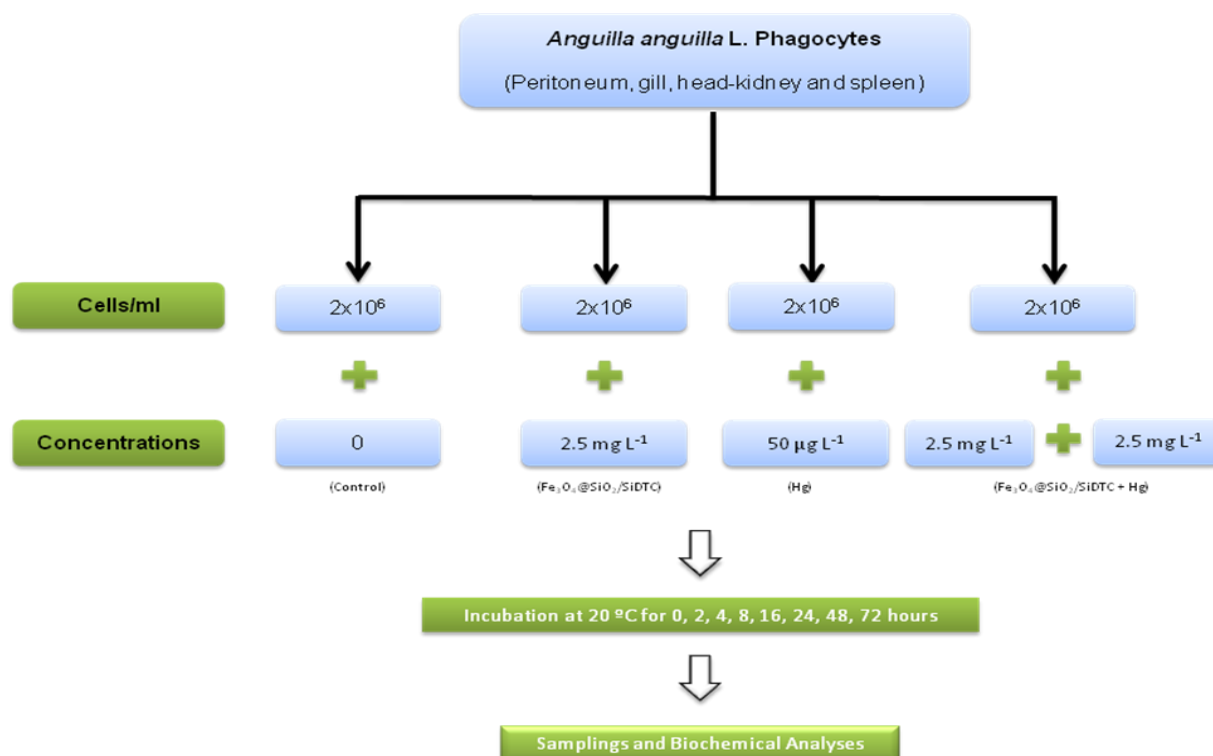 Anguilla anguilla L. Phagocytes
(Peritoneum, gill, head-kidney and spleen)
Cells/ml
2x10⁶
2x10⁶
2x10⁶
2x10⁶
Concentrations
0
2.5 mg L⁻¹
50 µg L⁻¹
2.5 mg L⁻¹
2.5 mg L⁻¹
(Control)
(Fe₃O₄@SiO₂/SiDTC)
(Hg)
(Fe₃O₄@SiO₂/SiDTC + Hg)
Incubation at 20 ºC for 0, 2, 4, 8, 16, 24, 48, 72 hours
Samplings and Biochemical Analyses